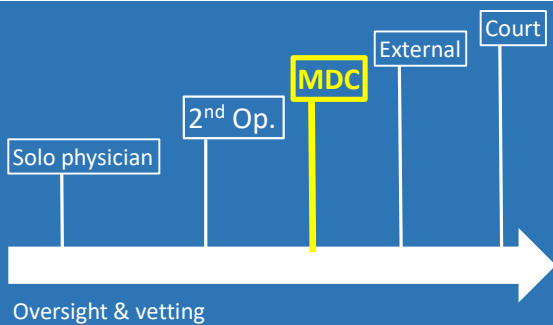 Solo physician
2nd Op.
MDC
External
Court
Oversight & vetting